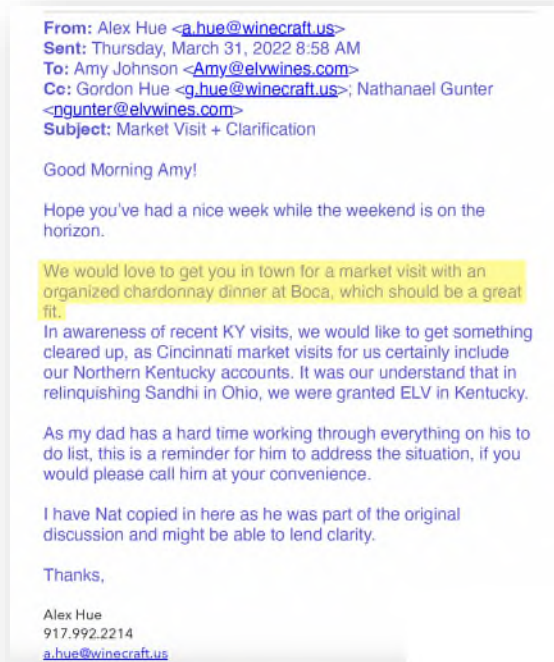 From: Alex Hue <a.hue@winecraft.us>
Sent: Thursday, March 31, 2022 8:58 AM
To: Amy Johnson <Amy@elvwines.com>
Cc: Gordon Hue <g.hue@winecraft.us>; Nathanael Gunter
<ngunter@elvwines.com>
Subject: Market Visit + Clarification
Good Morning Amy!
Hope you've had a nice week while the weekend is on the
horizon.
We would love to get you in town for a market visit with an
organized chardonnay dinner at Boca, which should be a great
fit.
In awareness of recent KY visits, we would like to get something
cleared up, as Cincinnati market visits for us certainly include
our Northern Kentucky accounts. It was our understand that in
relinquishing Sandhi in Ohio, we were granted ELV in Kentucky.
As my dad has a hard time working through everything on his to
do list, this is a reminder for him to address the situation, if you
would please call him at your convenience.
I have Nat copied in here as he was part of the original
discussion and might be able to lend clarity.
Thanks,
Alex Hue
917.992.2214
a.hue@winecraft.us